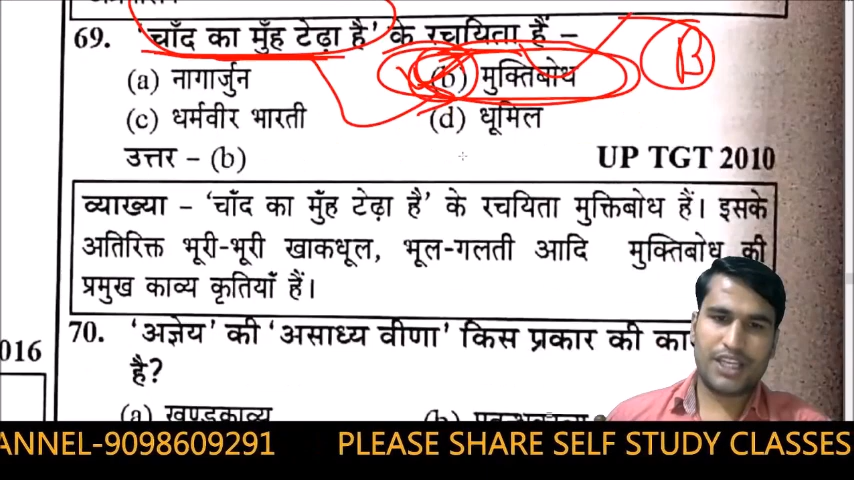 69. 'चाँद का मुँह टेढ़ा है' के रचयिता हैं –
(a) नागार्जुन (b) मुक्तिबोध B
(c) धर्मवीर भारती (d) धूमिल
उत्तर – (b) UP TGT 2010
व्याख्या – 'चाँद का मुँह टेढ़ा है' के रचयिता मुक्तिबोध हैं। इसके
अतिरिक्त भूरी-भूरी खाकधूल, भूल-गलती आदि मुक्तिबोध की
प्रमुख काव्य कृतियाँ हैं।
016
70. 'अज्ञेय' की 'असाध्य वीणा' किस प्रकार की
है?
(a) खण्डकाव्य (b)
ANNEL-9098609291 PLEASE SHARE SELF STUDY CLASSES